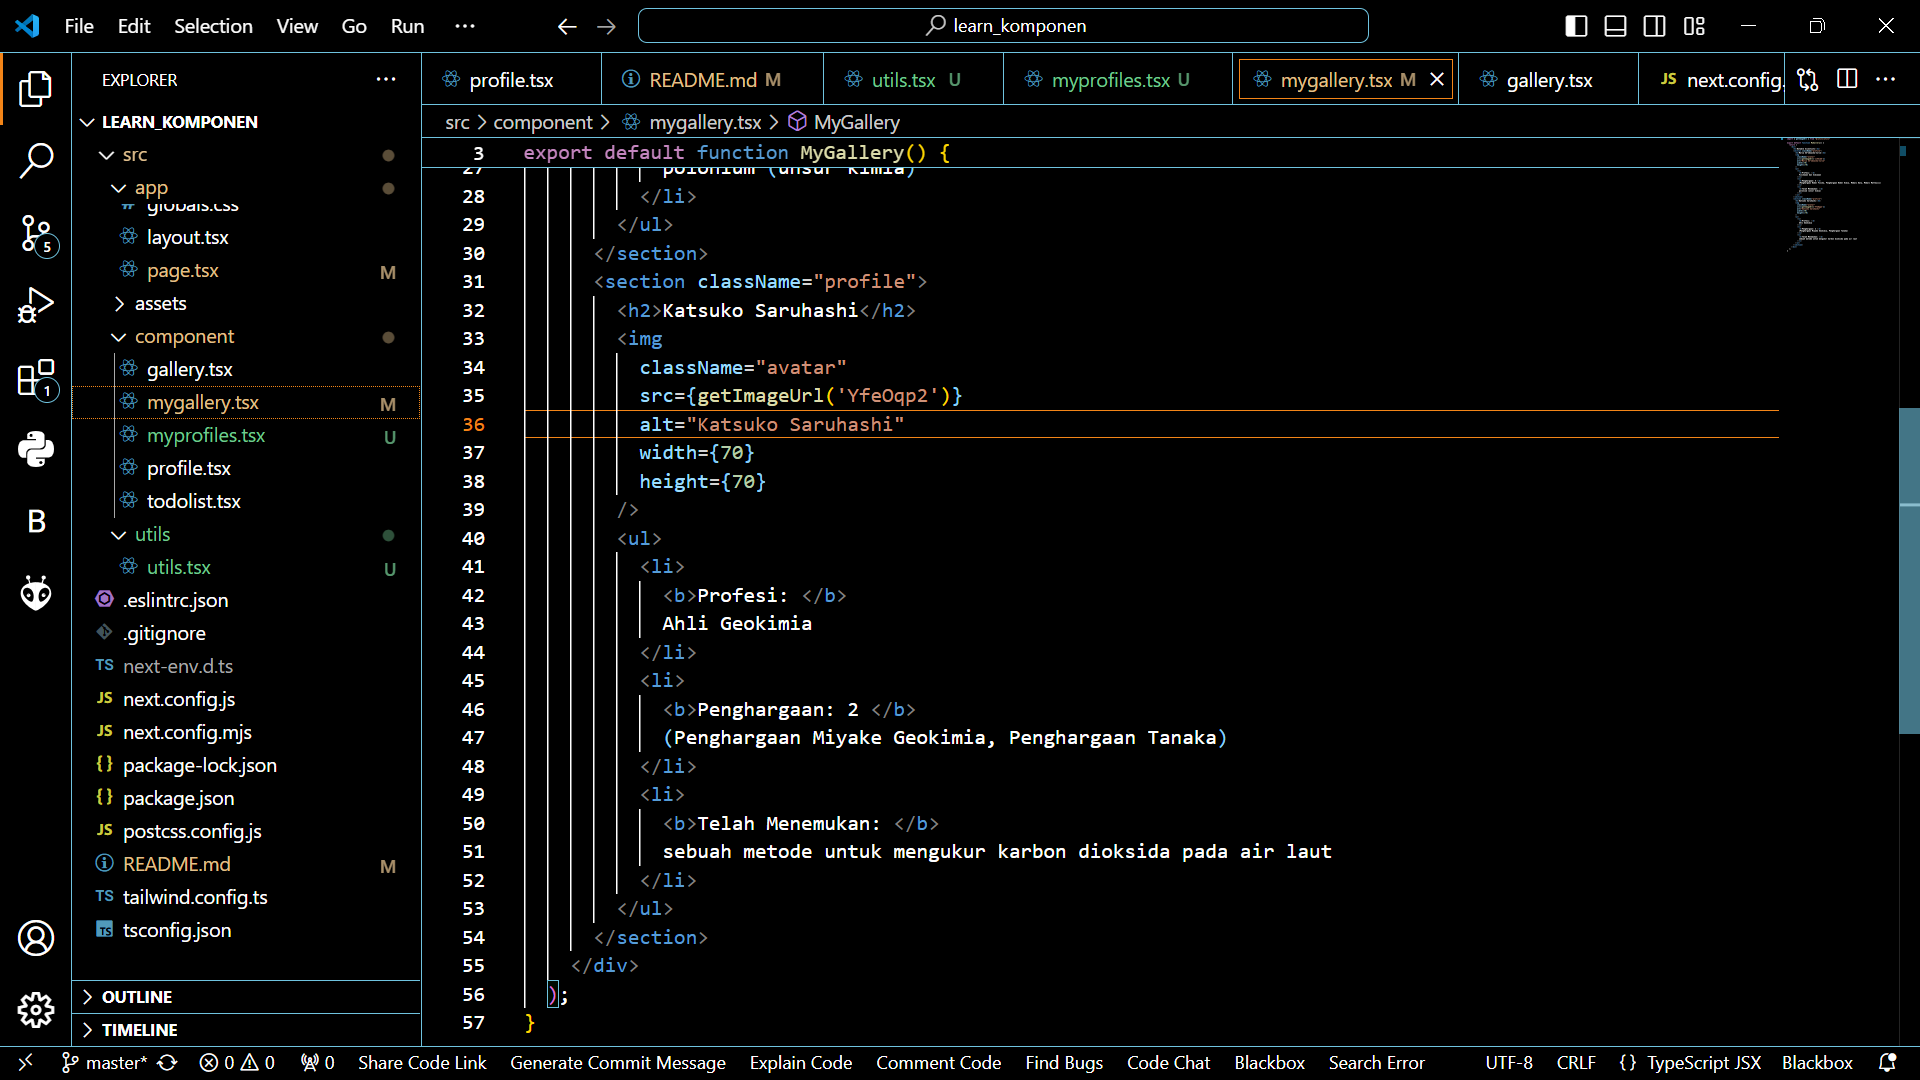 File Edit Selection View Go Run ··· learn_komponen
EXPLORER ···
LEARN_KOMPONEN
src
app
globals.css
layout.tsx
page.tsx M
assets
component
gallery.tsx
mygallery.tsx M
myprofiles.tsx U
profile.tsx
todolist.tsx
utils
utils.tsx U
.eslintrc.json
.gitignore
TS next-env.d.ts
JS next.config.js
JS next.config.mjs
{} package-lock.json
{} package.json
JS postcss.config.js
README.md M
TS tailwind.config.ts
TS tsconfig.json
OUTLINE
TIMELINE
5
1
B
profile.tsx README.md M utils.tsx U myprofiles.tsx U mygallery.tsx M gallery.tsx JS next.config.
src > component > mygallery.tsx > MyGallery
3 export default function MyGallery() {
27 polonium (unsur kimia)
28 </li>
29 </ul>
30 </section>
31 <section className="profile">
32 <h2>Katsuko Saruhashi</h2>
33 <img
34 className="avatar"
35 src={getImageUrl('YfeOqp2')}
36 alt="Katsuko Saruhashi"
37 width={70}
38 height={70}
39 />
40 <ul>
41 <li>
42 <b>Profesi: </b>
43 Ahli Geokimia
44 </li>
45 <li>
46 <b>Penghargaan: 2 </b>
47 (Penghargaan Miyake Geokimia, Penghargaan Tanaka)
48 </li>
49 <li>
50 <b>Telah Menemukan: </b>
51 sebuah metode untuk mengukur karbon dioksida pada air laut
52 </li>
53 </ul>
54 </section>
55 </div>
56 );
57 }
master* 0 0 0 Share Code Link Generate Commit Message Explain Code Comment Code Find Bugs Code Chat Blackbox Search Error UTF-8 CRLF {} TypeScript JSX Blackbox